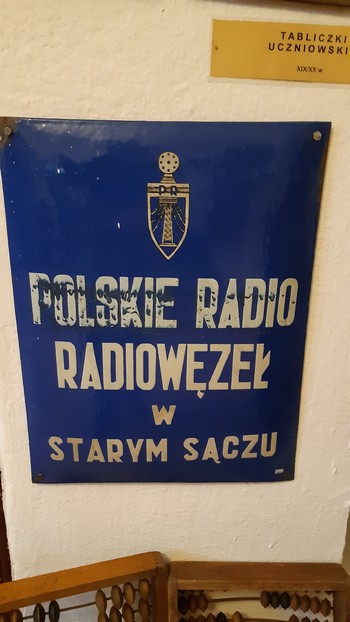 TABLICZKI
UCZNIOWSKI
XIX/XX w.
PR
POLSKIE RADIO
RADIOWĘZEŁ
W
STARYM SĄCZU